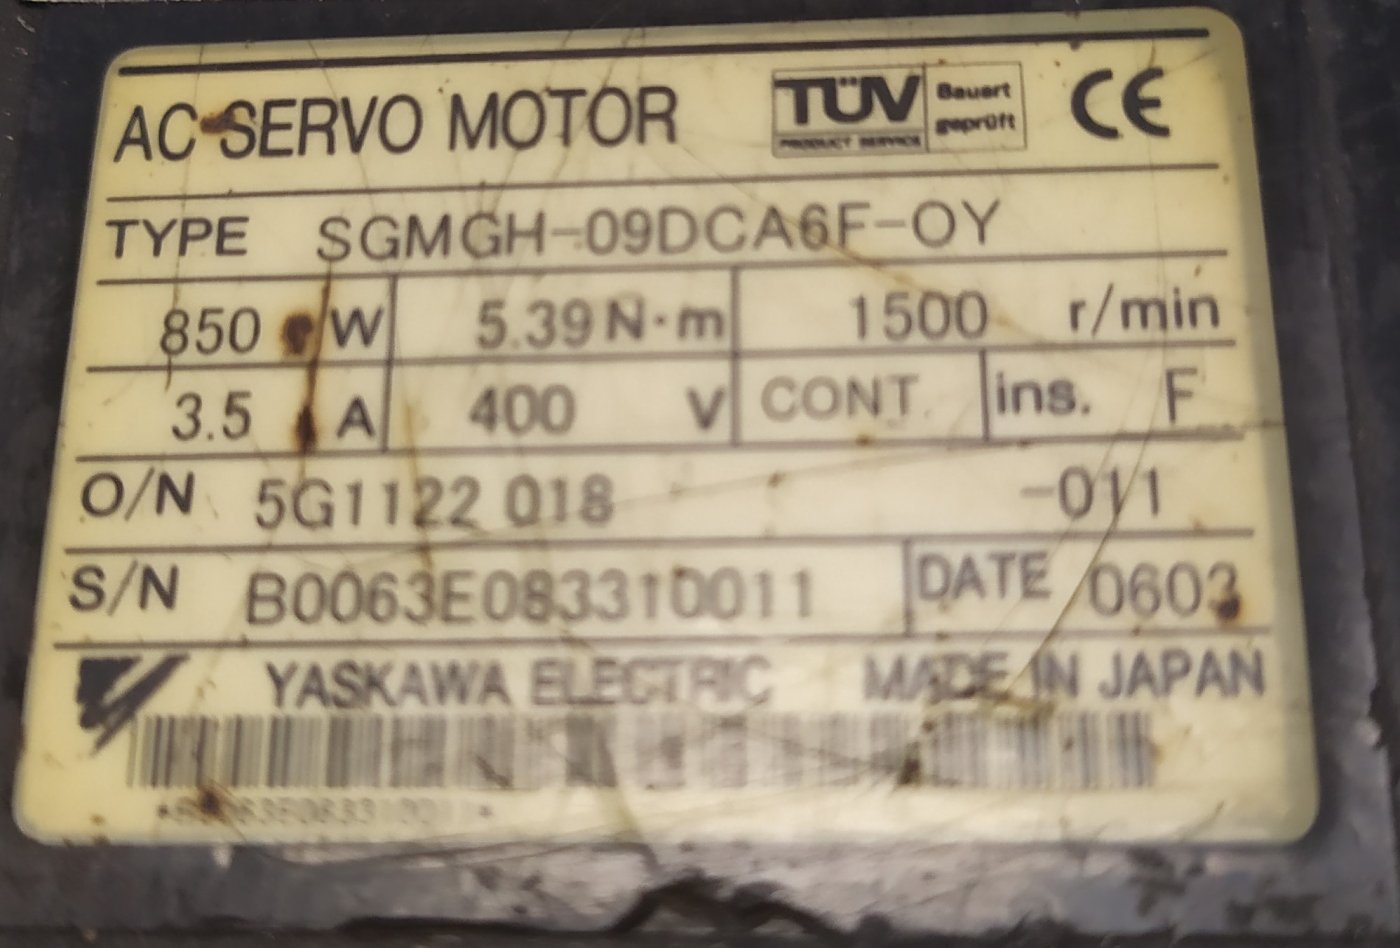 AC SERVO MOTOR TÜV Bauart CE
PRODUCT SERVICE geprüft
TYPE SGMGH-09DCA6F-OY
850 W 5.39 N·m 1500 r/min
3.5 A 400 V CONT. ins. F
O/N 5G1122 018 -011
S/N B0063E083310011 DATE 0603
YASKAWA ELECTRIC MADE IN JAPAN